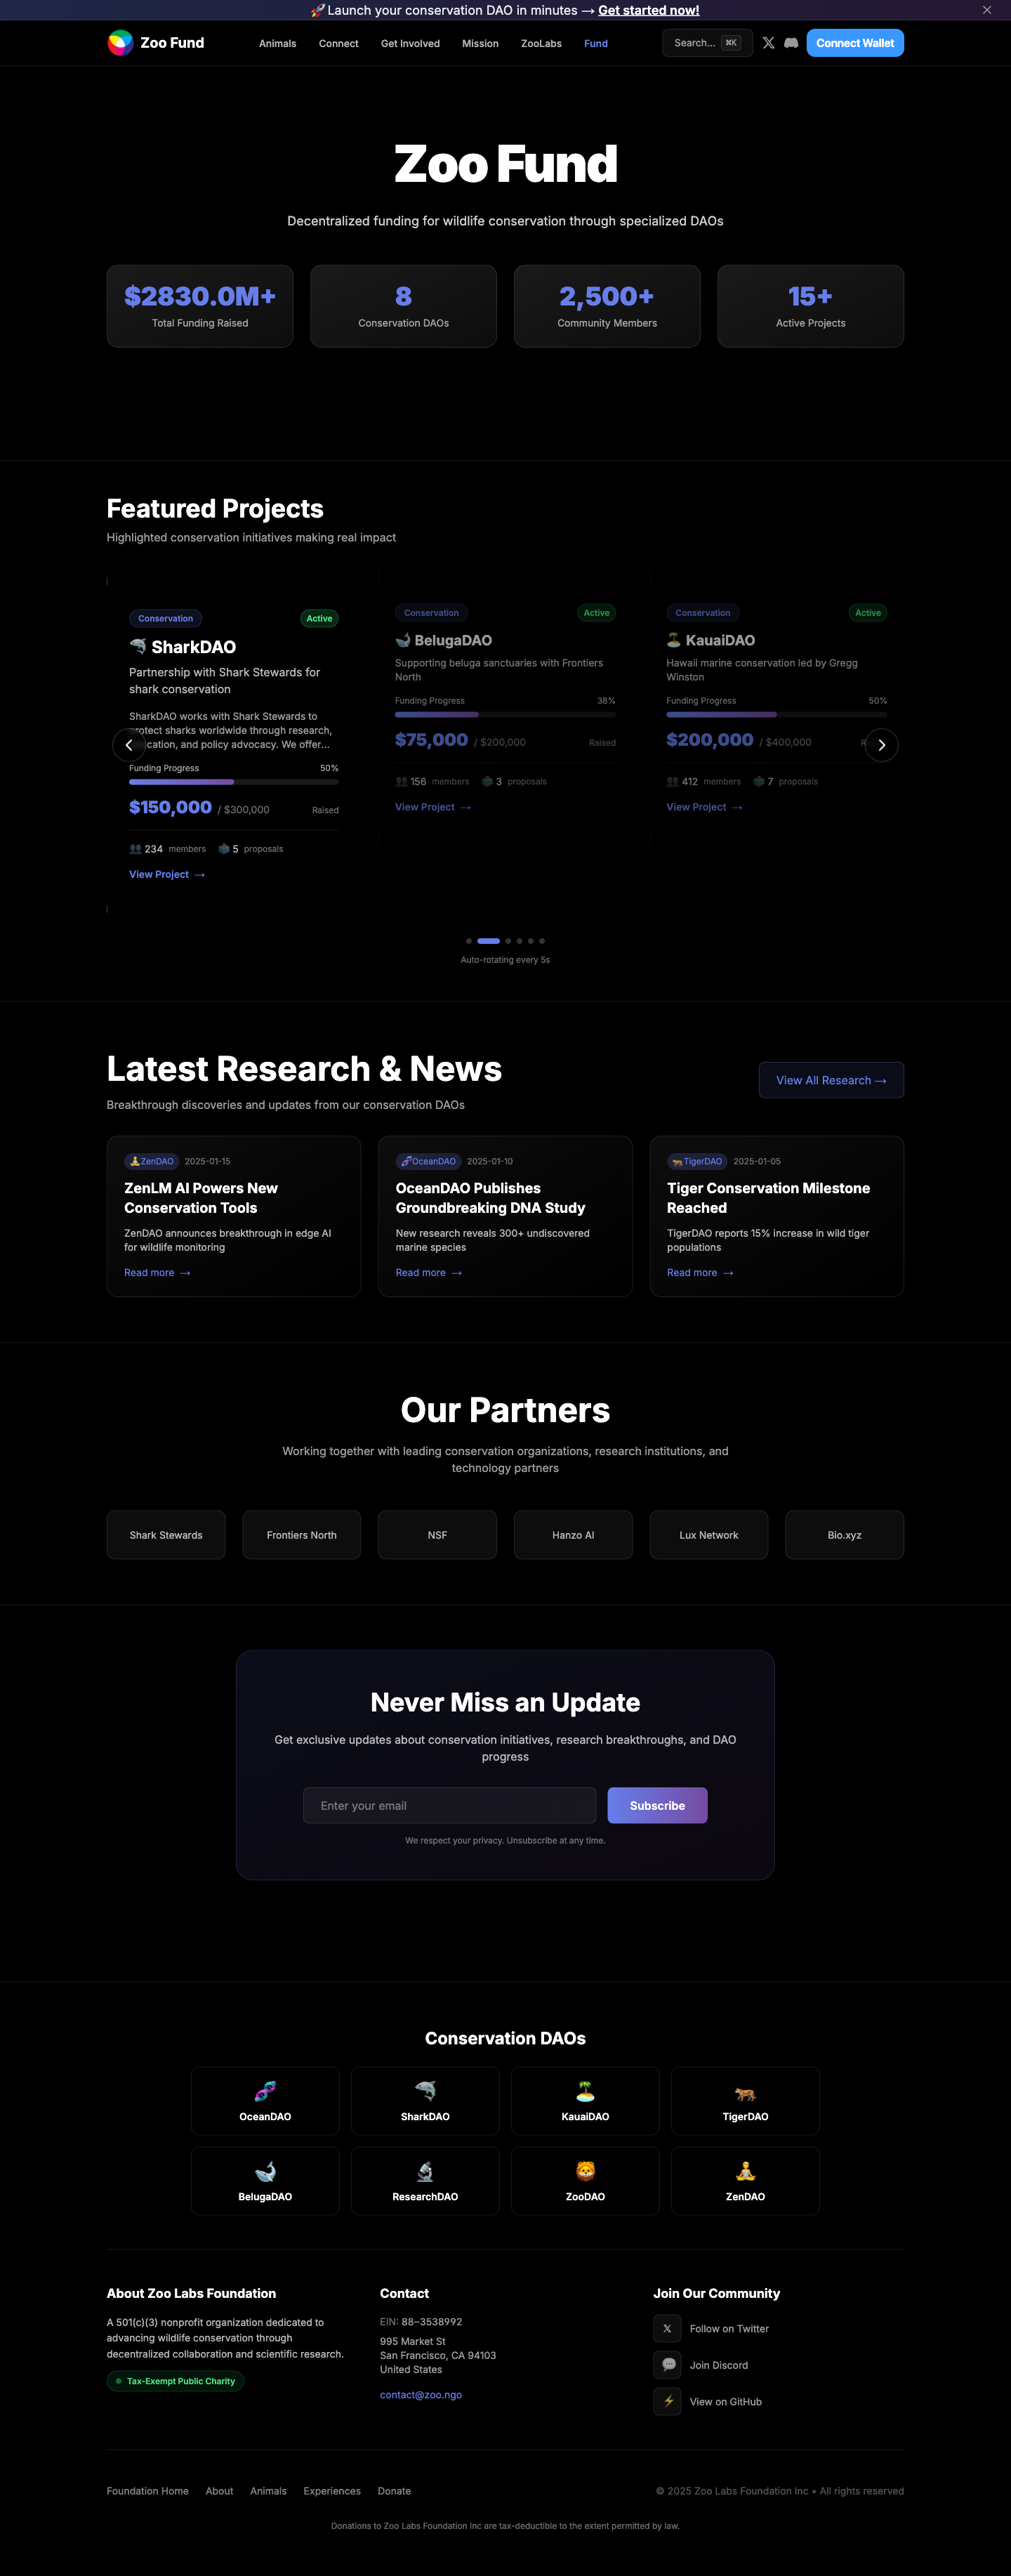 🚀 Launch your conservation DAO in minutes → Get started now!
Zoo Fund
Animals
Connect
Get Involved
Mission
ZooLabs
Fund
Search...
⌘K
Connect Wallet
Zoo Fund
Decentralized funding for wildlife conservation through specialized DAOs
$2830.0M+
Total Funding Raised
8
Conservation DAOs
2,500+
Community Members
15+
Active Projects
Featured Projects
Highlighted conservation initiatives making real impact
Conservation
Active
🦈 SharkDAO
Partnership with Shark Stewards for
shark conservation
SharkDAO works with Shark Stewards to
protect sharks worldwide through research,
education, and policy advocacy. We offer...
Funding Progress
50%
$150,000 / $300,000
Raised
👥 234 members
🗳️ 5 proposals
View Project →
Conservation
Active
🐋 BelugaDAO
Supporting beluga sanctuaries with Frontiers
North
Funding Progress
38%
$75,000 / $200,000
Raised
👥 156 members
🗳️ 3 proposals
View Project →
Conservation
Active
🏝️ KauaiDAO
Hawaii marine conservation led by Gregg
Winston
Funding Progress
50%
$200,000 / $400,000
👥 412 members
🗳️ 7 proposals
View Project →
Auto-rotating every 5s
Latest Research & News
Breakthrough discoveries and updates from our conservation DAOs
View All Research →
🧘ZenDAO
2025-01-15
ZenLM AI Powers New
Conservation Tools
ZenDAO announces breakthrough in edge AI
for wildlife monitoring
Read more →
🧬OceanDAO
2025-01-10
OceanDAO Publishes
Groundbreaking DNA Study
New research reveals 300+ undiscovered
marine species
Read more →
🐅TigerDAO
2025-01-05
Tiger Conservation Milestone
Reached
TigerDAO reports 15% increase in wild tiger
populations
Read more →
Our Partners
Working together with leading conservation organizations, research institutions, and
technology partners
Shark Stewards
Frontiers North
NSF
Hanzo AI
Lux Network
Bio.xyz
Never Miss an Update
Get exclusive updates about conservation initiatives, research breakthroughs, and DAO
progress
Enter your email
Subscribe
We respect your privacy. Unsubscribe at any time.
Conservation DAOs
OceanDAO
SharkDAO
KauaiDAO
TigerDAO
BelugaDAO
ResearchDAO
ZooDAO
ZenDAO
About Zoo Labs Foundation
A 501(c)(3) nonprofit organization dedicated to
advancing wildlife conservation through
decentralized collaboration and scientific research.
Tax-Exempt Public Charity
Contact
EIN: 88-3538992
995 Market St
San Francisco, CA 94103
United States
contact@zoo.ngo
Join Our Community
𝕏 Follow on Twitter
💬 Join Discord
⚡ View on GitHub
Foundation Home
About
Animals
Experiences
Donate
© 2025 Zoo Labs Foundation Inc • All rights reserved
Donations to Zoo Labs Foundation Inc are tax-deductible to the extent permitted by law.